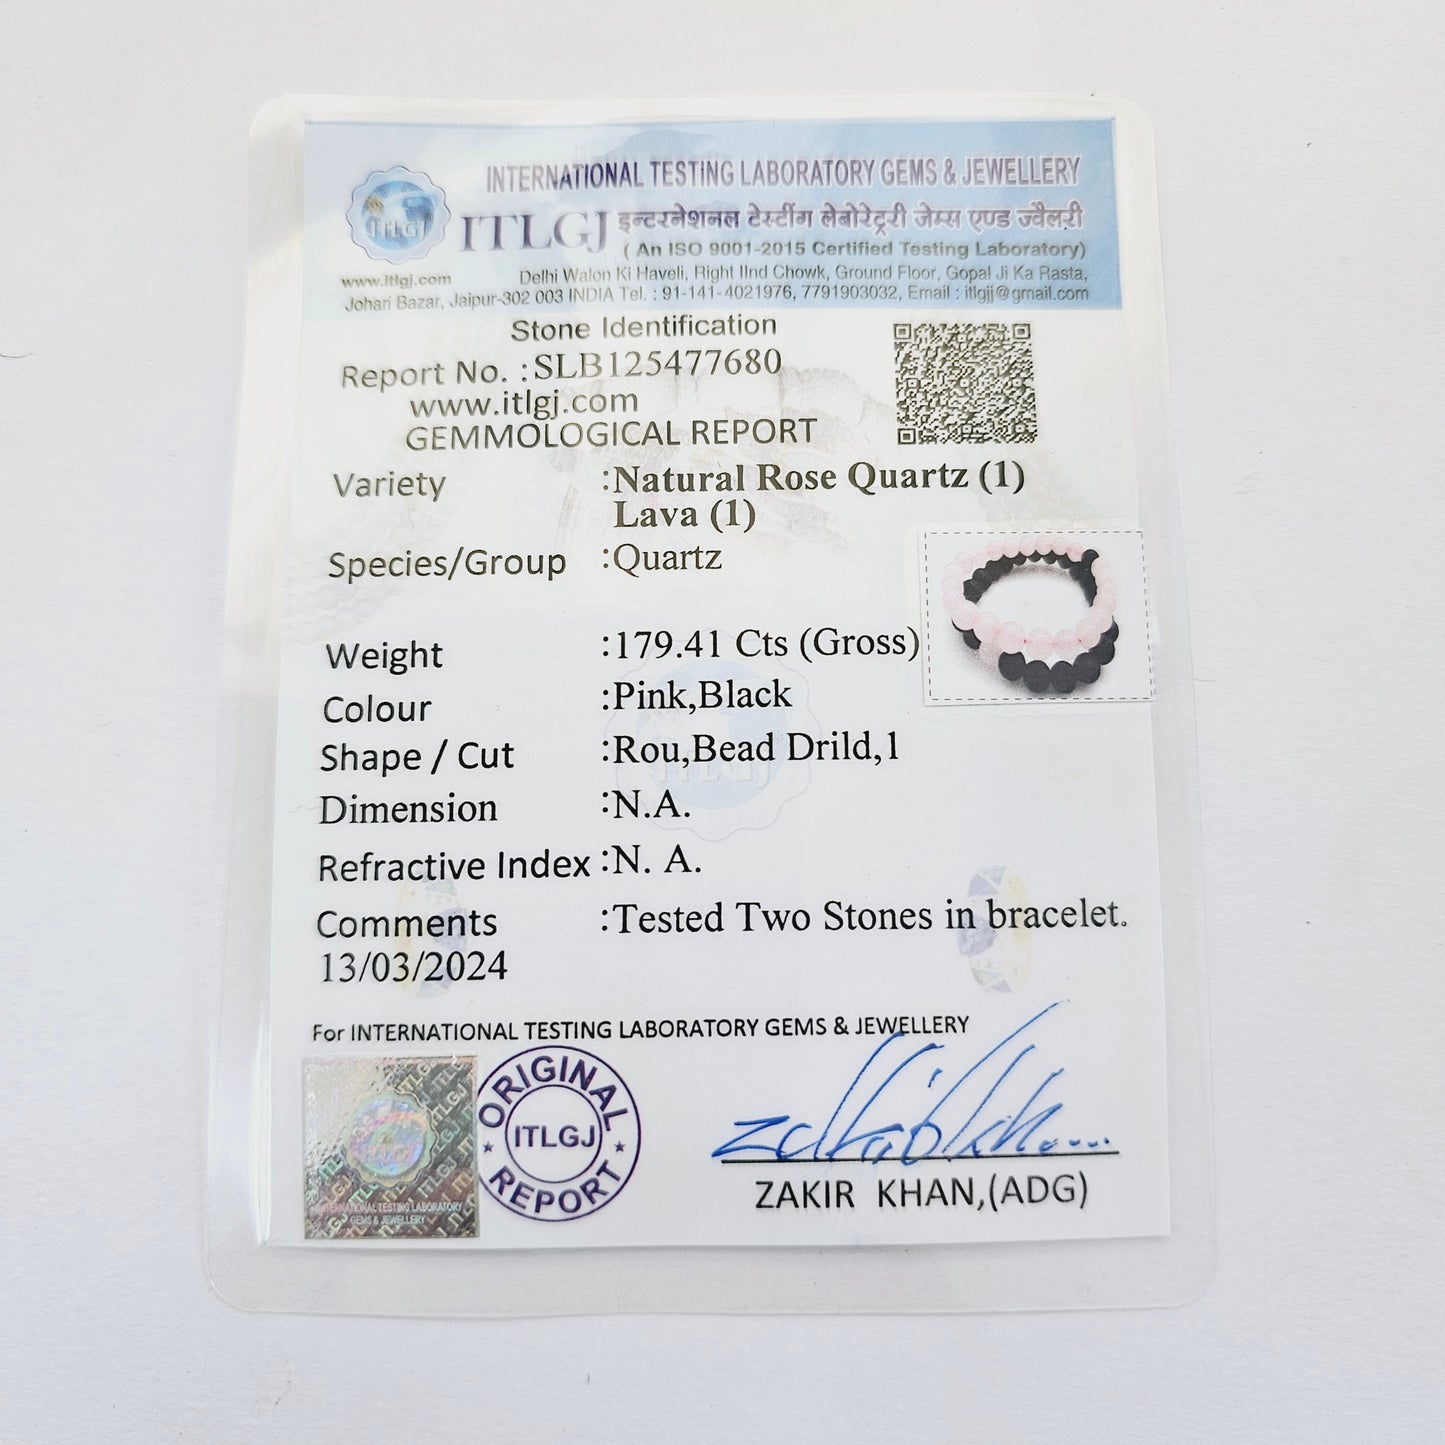 INTERNATIONAL TESTING LABORATORY GEMS & JEWELLERY
ITLGJ
ITLGJ इन्टरनेशनल टेस्टींग लेबोरेट्री जेम्स एण्ड ज्वैलरी
( An ISO 9001-2015 Certified Testing Laboratory)
www.itlgj.com Delhi Walon Ki Haveli, Right IInd Chowk, Ground Floor, Gopal Ji Ka Rasta,
Johari Bazar, Jaipur-302 003 INDIA Tel. : 91-141-4021976, 7791903032, Email : itlgjj@gmail.com
Stone Identification
Report No. :SLB125477680
www.itlgj.com
GEMMOLOGICAL REPORT
Variety :Natural Rose Quartz (1)
Lava (1)
Species/Group :Quartz
Weight :179.41 Cts (Gross)
Colour :Pink,Black
Shape / Cut :Rou,Bead Drild,1
Dimension :N.A.
Refractive Index :N. A.
Comments :Tested Two Stones in bracelet.
13/03/2024
For INTERNATIONAL TESTING LABORATORY GEMS & JEWELLERY
ORIGINAL
ITLGJ
REPORT
INTERNATIONAL TESTING LABORATORY
GEMS & JEWELLERY
ZAKIR KHAN,(ADG)